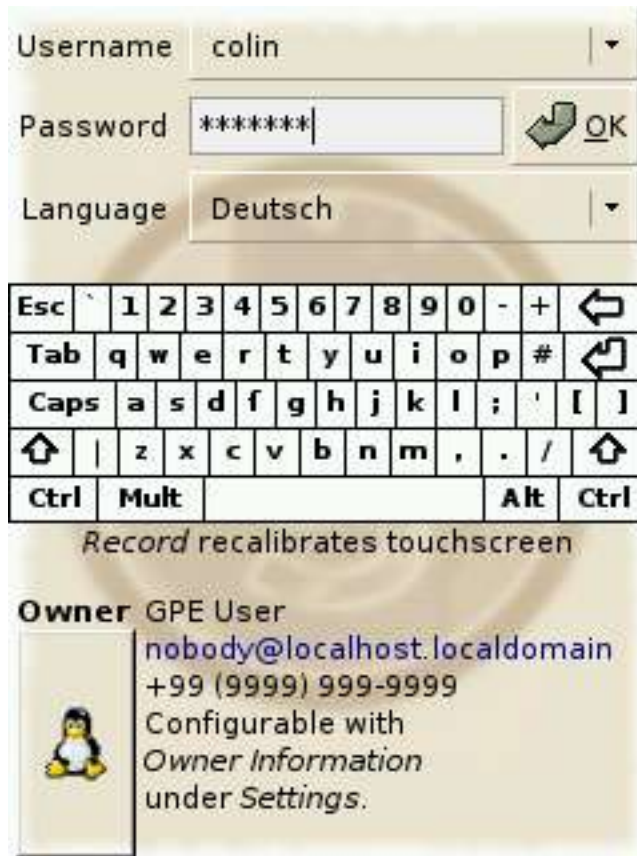 Username colin
Password *******
OK
Language Deutsch
Esc ` 1 2 3 4 5 6 7 8 9 0 - +
Tab q w e r t y u i o p #
Caps a s d f g h j k l ; ' [ ]
| z x c v b n m , . /
Ctrl Mult Alt Ctrl
Record recalibrates touchscreen
Owner GPE User
nobody@localhost.localdomain
+99 (9999) 999-9999
Configurable with
Owner Information
under Settings.